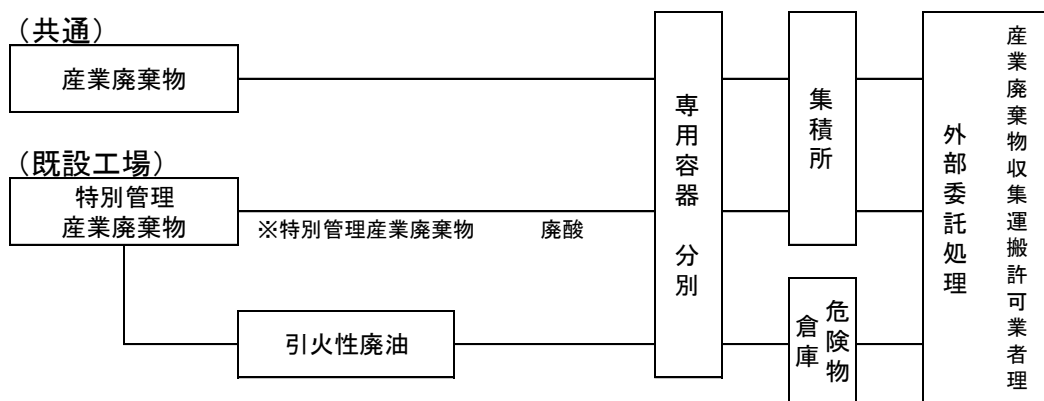 （共通）
産業廃棄物
（既設工場）
特別管理
産業廃棄物
※特別管理産業廃棄物　廃酸
引火性廃油
専用容器　分別
集積所
危険物
倉庫
外部委託処理
産業廃棄物収集運搬許可業者理